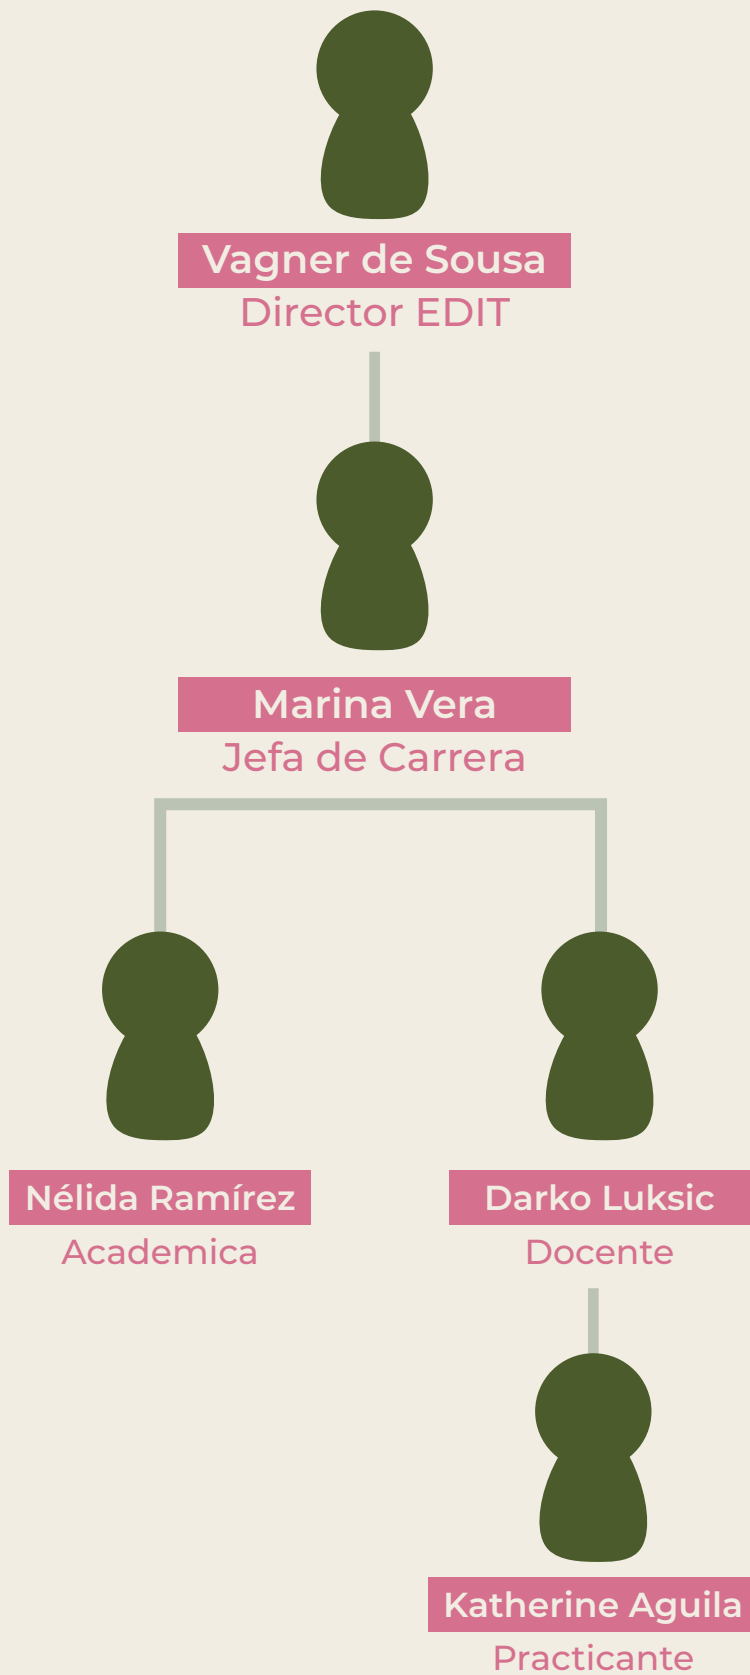 Vagner de Sousa
Director EDIT
Marina Vera
Jefa de Carrera
Nélida Ramírez
Academica
Darko Luksic
Docente
Katherine Aguila
Practicante